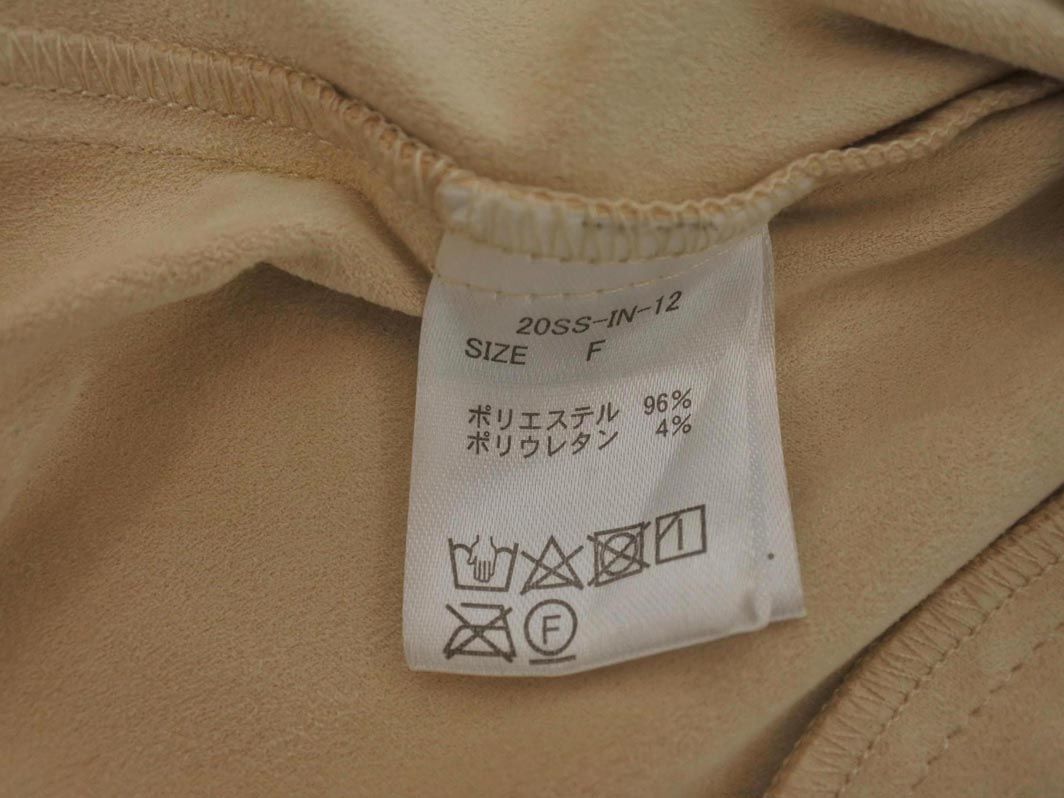 20SS-IN-12
SIZE F
ポリエステル 96%
ポリウレタン 4%
F